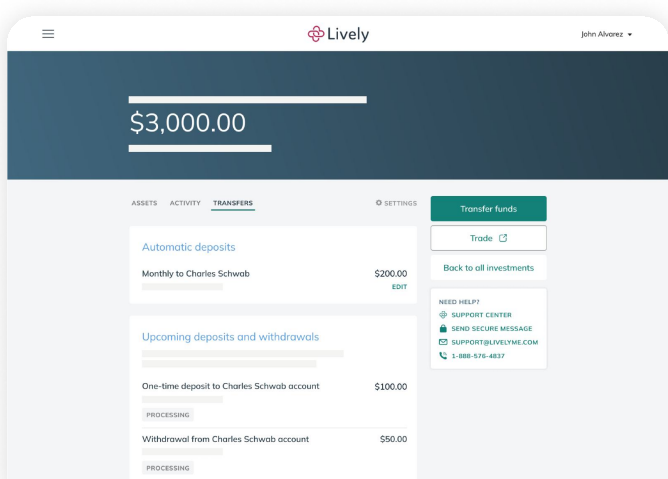 Lively
John Alvarez
$3,000.00
ASSETS ACTIVITY TRANSFERS SETTINGS
Automatic deposits
Monthly to Charles Schwab $200.00
EDIT
Upcoming deposits and withdrawals
One-time deposit to Charles Schwab account $100.00
PROCESSING
Withdrawal from Charles Schwab account $50.00
PROCESSING
Transfer funds
Trade
Back to all investments
NEED HELP?
SUPPORT CENTER
SEND SECURE MESSAGE
SUPPORT@LIVELYME.COM
1-888-576-4837